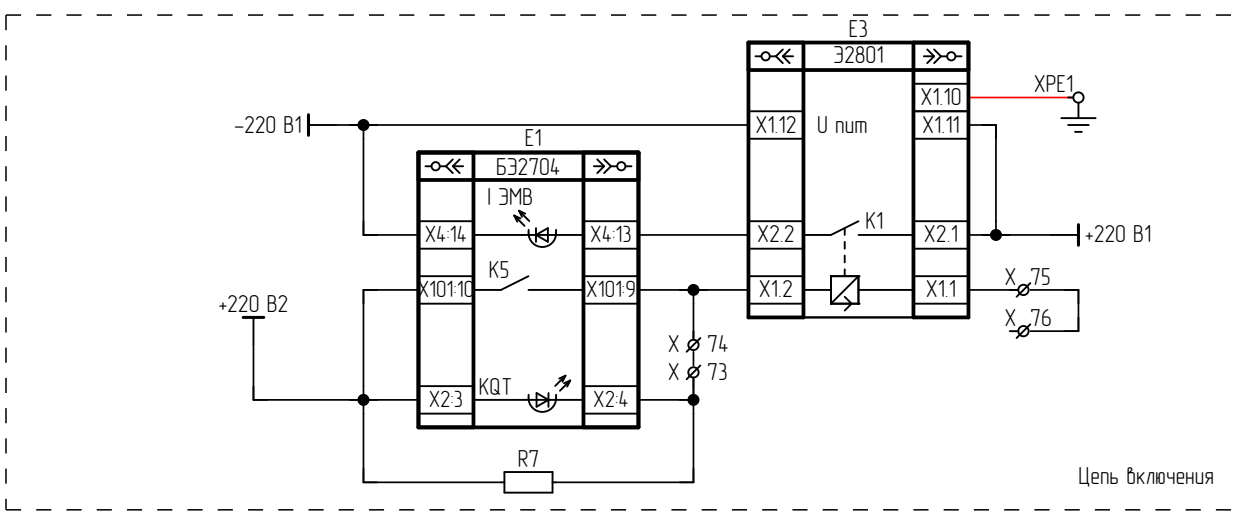 E3
Э2801
X1.10
XPE1
-220 В1
X1.12
U пит
X1.11
E1
БЭ2704
I ЭМВ
X4:14
X4:13
X2.2
K1
X2.1
+220 В1
K5
X101:10
X101:9
X1.2
X1.1
X 75
+220 В2
X 76
X 74
X 73
KQT
X2:3
X2:4
R7
Цепь включения